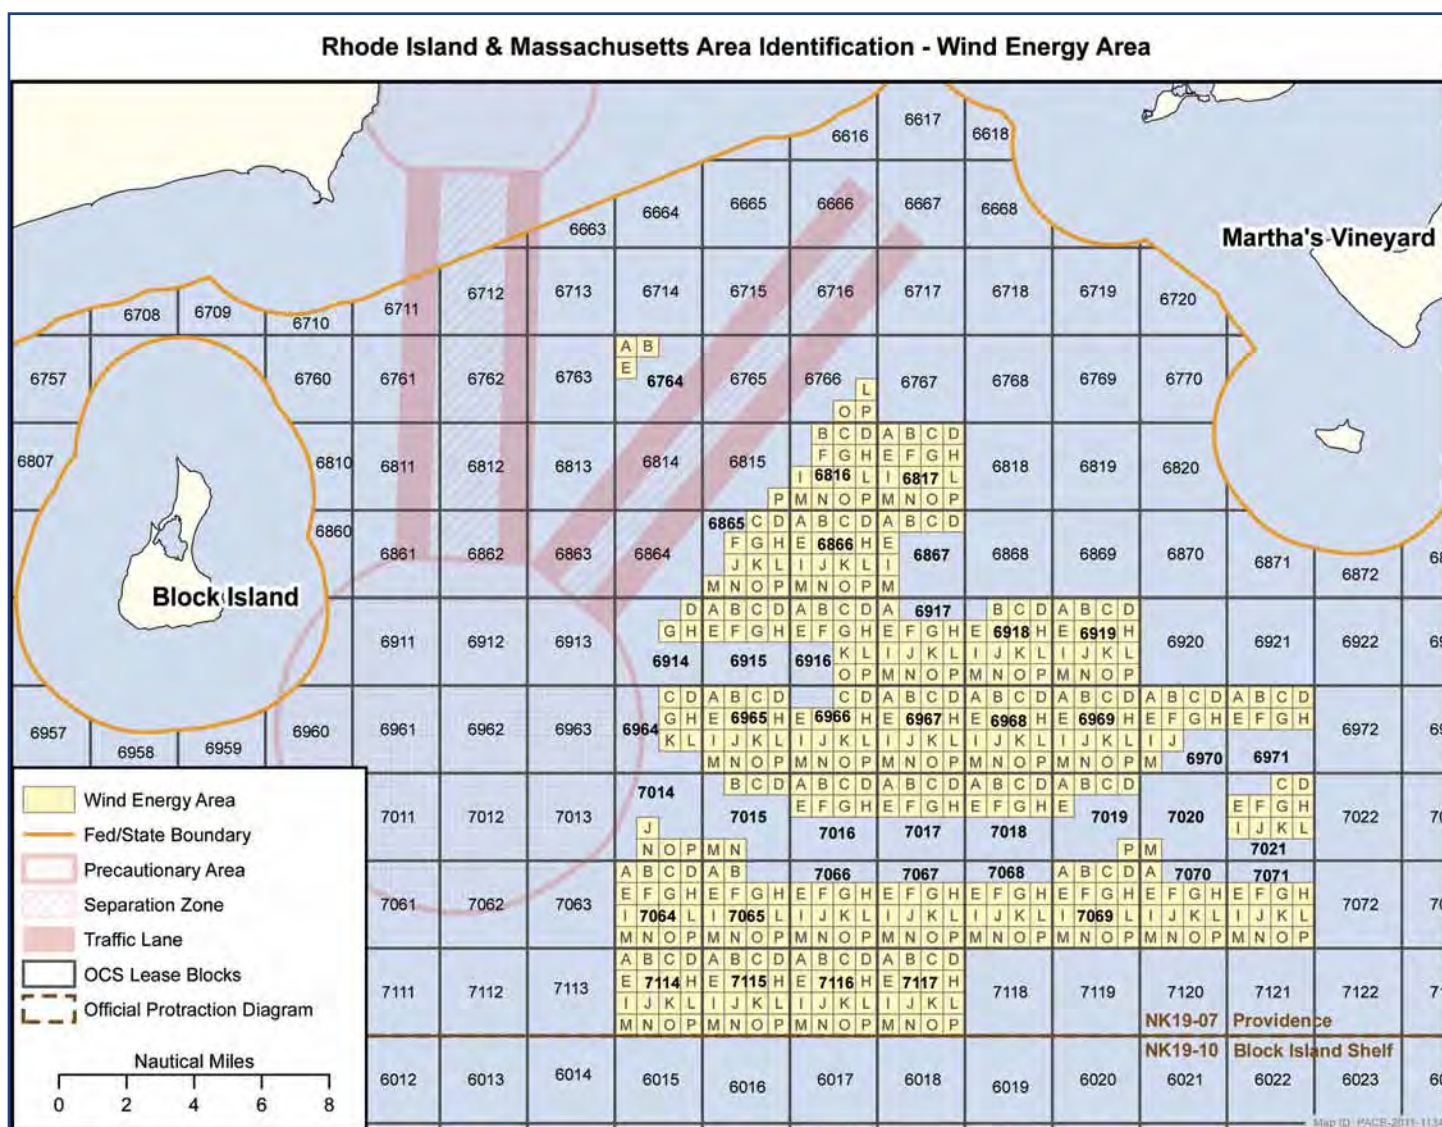 Rhode Island & Massachusetts Area Identification - Wind Energy Area
6616 6617 6618
6663 6664 6665 6666 6667 6668
Martha's Vineyard
6708 6709 6710 6711 6712 6713 6714 6715 6716 6717 6718 6719 6720
A B
E
6757 6760 6761 6762 6763 6764 6765 6766 6767 6768 6769 6770
L
O P
B C D A B C D
F G H E F G H
6807 6810 6811 6812 6813 6814 6815 I 6816 L I 6817 L 6818 6819 6820
P M N O P M N O P
6865 C D A B C D A B C D
F G H E 6866 H E
6860 6861 6862 6863 6864 6867 6868 6869 6870 6871 6872
J K L I J K L I
M N O P M N O P M
Block Island
D A B C D A B C D A 6917 B C D A B C D
G H E F G H E F G H E F G H E 6918 H E 6919 H
6911 6912 6913 6914 6915 6916 K L I J K L I J K L I J K L 6920 6921 6922
O P M N O P M N O P M N O P
C D A B C D C D A B C D A B C D A B C D A B C D A B C D
G H E 6965 H E 6966 H E 6967 H E 6968 H E 6969 H E F G H E F G H
6957 6958 6959 6960 6961 6962 6963 6964 6972
K L I J K L I J K L I J K L I J K L I J K L I J
M N O P M N O P M N O P M N O P M N O P M 6970 6971
B C D A B C D A B C D A B C D A B C D C D
7014 E F G H E F G H E F G H E E F G H
7011 7012 7013 7015 7016 7017 7018 7019 7020 7022
J I J K L
N O P M N P M 7021
A B C D A B 7066 7067 7068 A B C D A 7070 7071
E F G H E F G H E F G H E F G H E F G H E F G H E F G H E F G H
7061 7062 7063 7072
I 7064 L I 7065 L I J K L I J K L I J K L I 7069 L I J K L I J K L
M N O P M N O P M N O P M N O P M N O P M N O P M N O P M N O P
A B C D A B C D A B C D A B C D
E 7114 H E 7115 H E 7116 H E 7117 H
7111 7112 7113 7118 7119 7120 7121 7122
I J K L I J K L I J K L I J K L
M N O P M N O P M N O P M N O P
NK19-07 Providence
NK19-10 Block Island Shelf
6012 6013 6014 6015 6016 6017 6018 6019 6020 6021 6022 6023
Wind Energy Area
Fed/State Boundary
Precautionary Area
Separation Zone
Traffic Lane
OCS Lease Blocks
Official Protraction Diagram
Nautical Miles
0 2 4 6 8